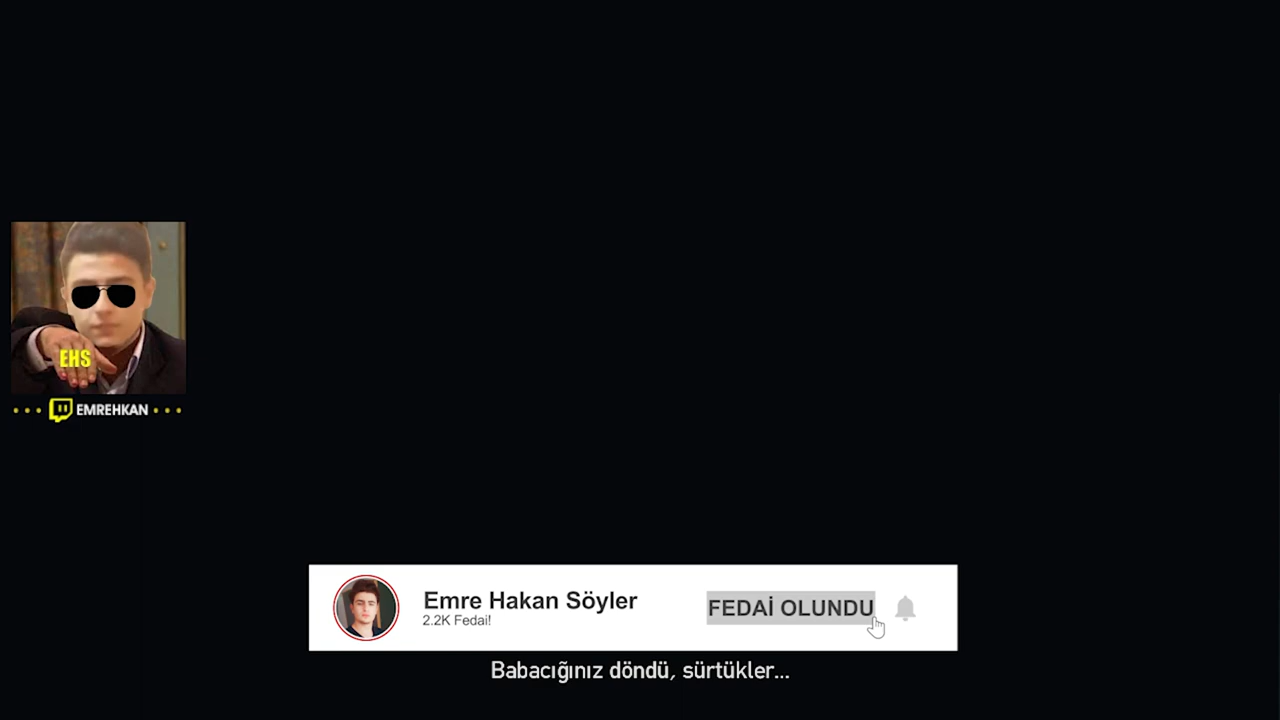 EHS
EMREHKAN
Emre Hakan Söyler
2.2K Fedai!
FEDAİ OLUNDU
Babacığınız döndü, sürtükler...